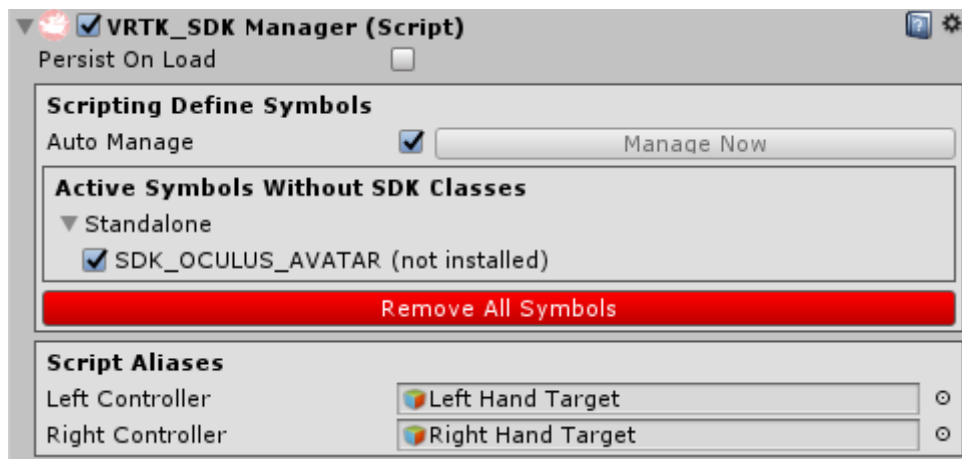 VRTK_SDK Manager (Script)
Persist On Load
Scripting Define Symbols
Auto Manage Manage Now
Active Symbols Without SDK Classes
Standalone
SDK_OCULUS_AVATAR (not installed)
Remove All Symbols
Script Aliases
Left Controller Left Hand Target
Right Controller Right Hand Target